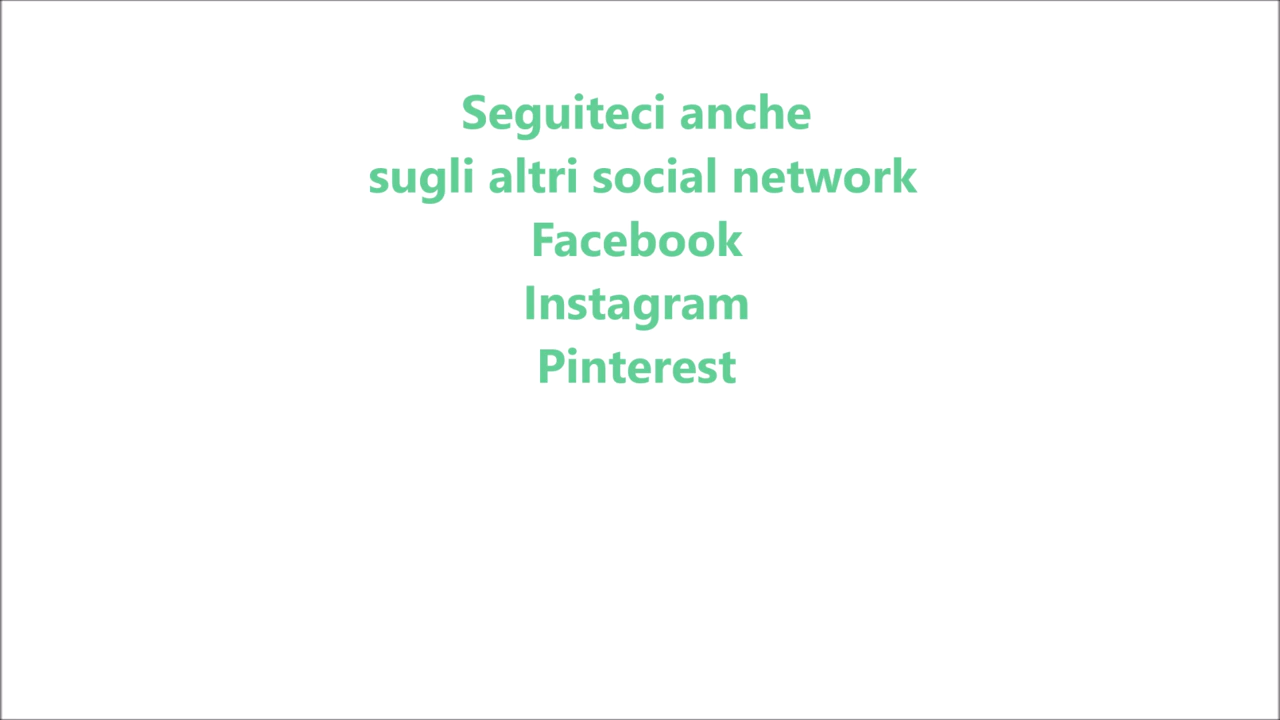 Seguiteci anche
sugli altri social network
Facebook
Instagram
Pinterest